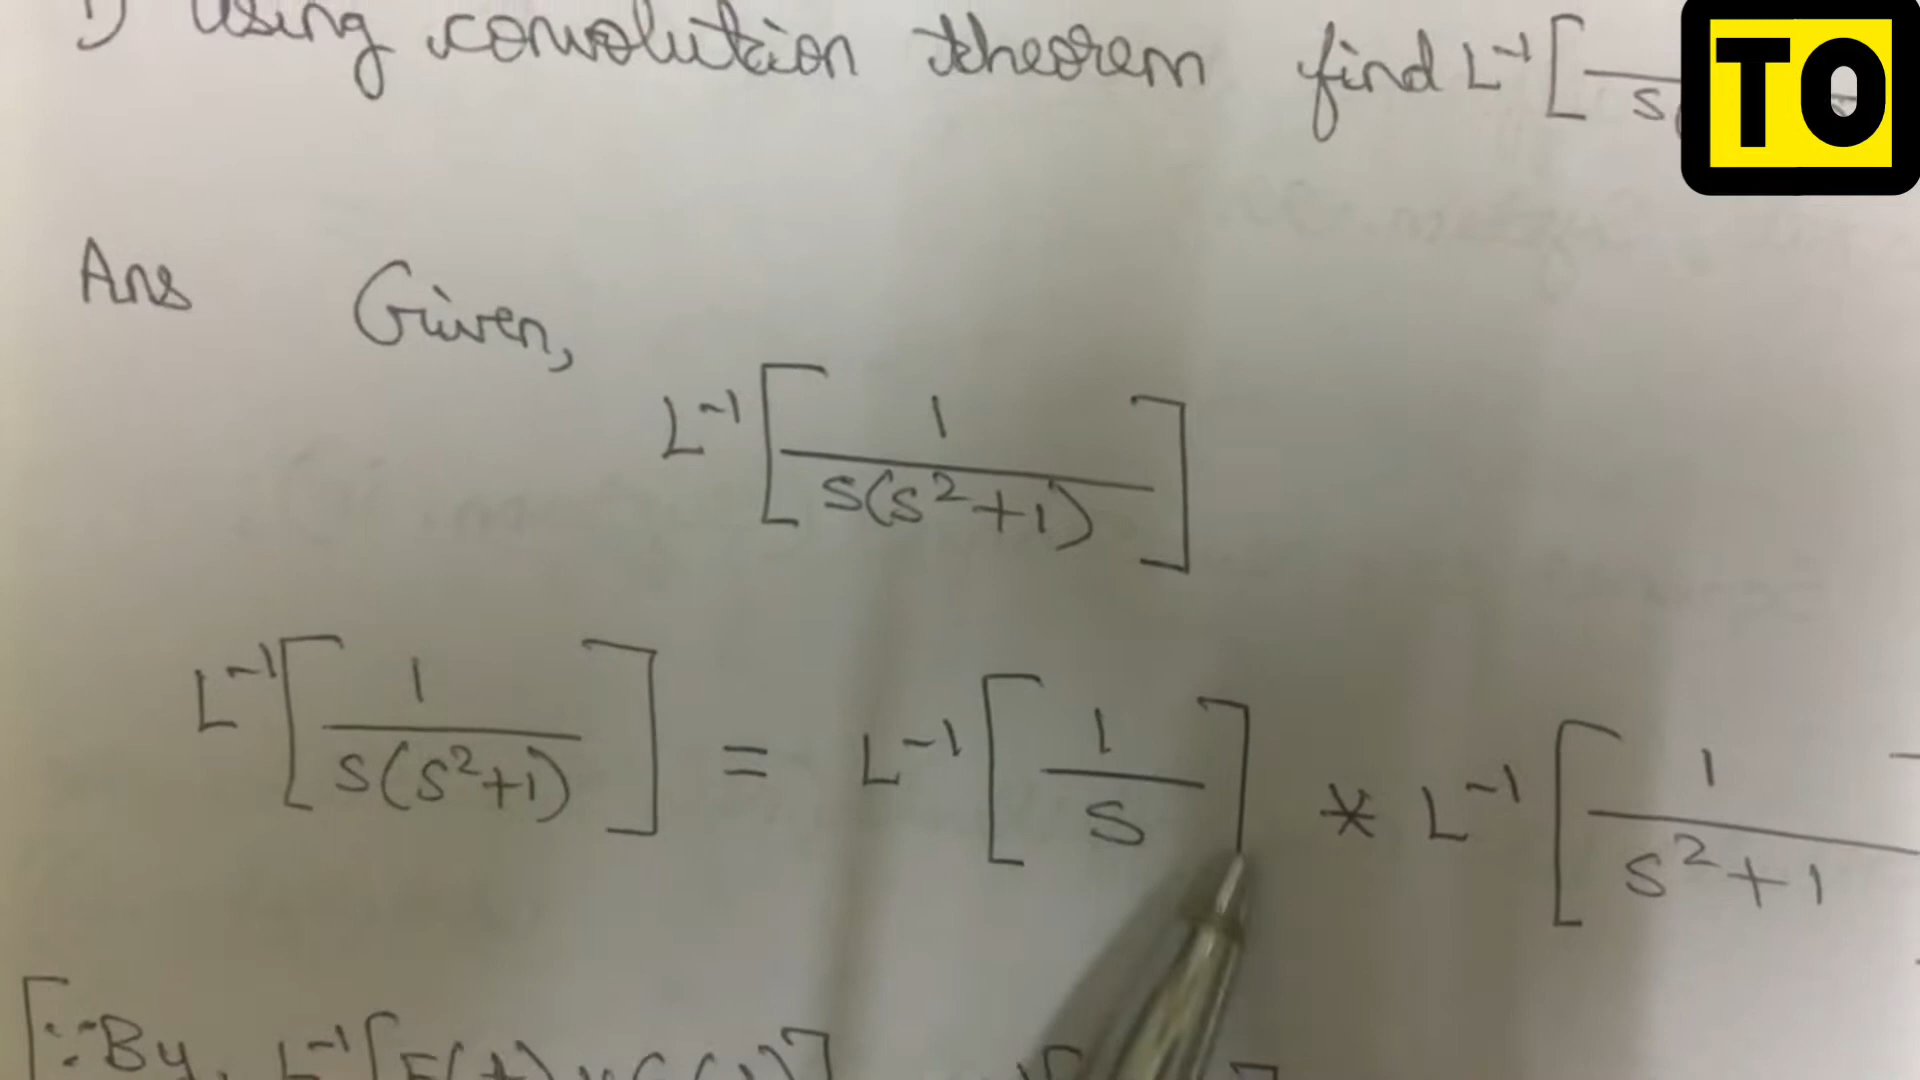 1) Using convolution theorem find L⁻¹[ / s(
TO
Ans Given,
L⁻¹[1 / s(s²+1)]
L⁻¹[1 / s(s²+1)] = L⁻¹[1 / s] * L⁻¹[1 / s²+1
[∵By, L⁻¹[F(